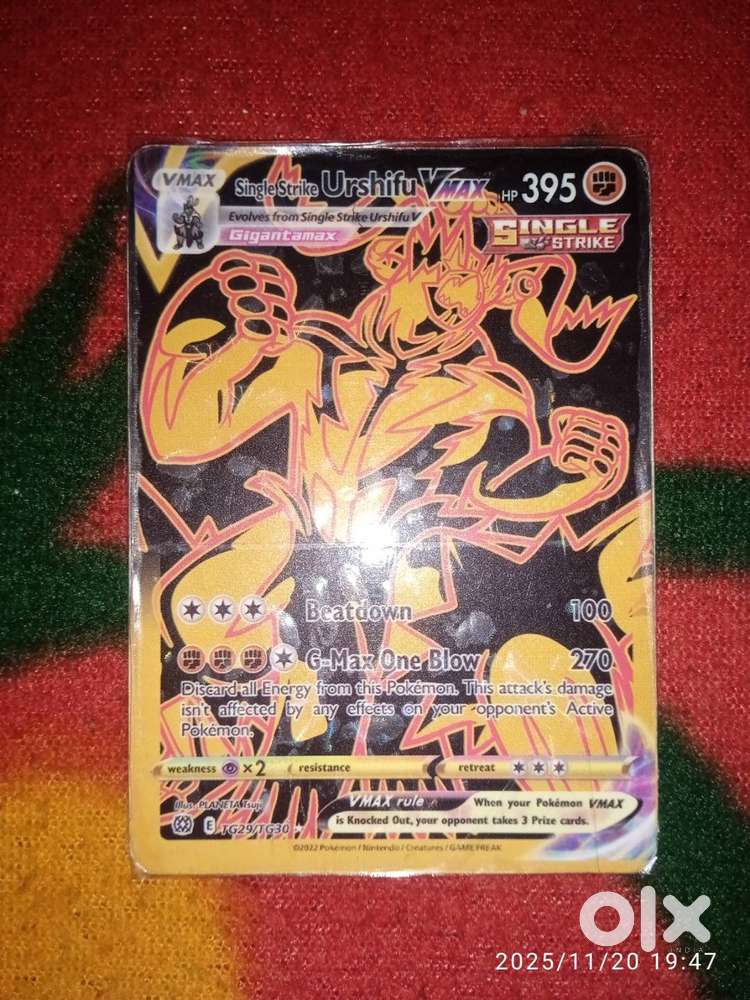 VMAX
Single Strike Urshifu VMAX HP 395
Evolves from Single Strike Urshifu V
Gigantamax
SINGLE STRIKE
Beatdown 100
G-Max One Blow 270
Discard all Energy from this Pokémon. This attack's damage
isn't affected by any effects on your opponent's Active
Pokémon.
weakness ×2 resistance retreat
Illus. PLANETA Tsuji
VMAX rule When your Pokémon VMAX
is Knocked Out, your opponent takes 3 Prize cards.
E TG29/TG30
©2022 Pokémon / Nintendo / Creatures / GAME FREAK
olx
INDIA
2025/11/20 19:47